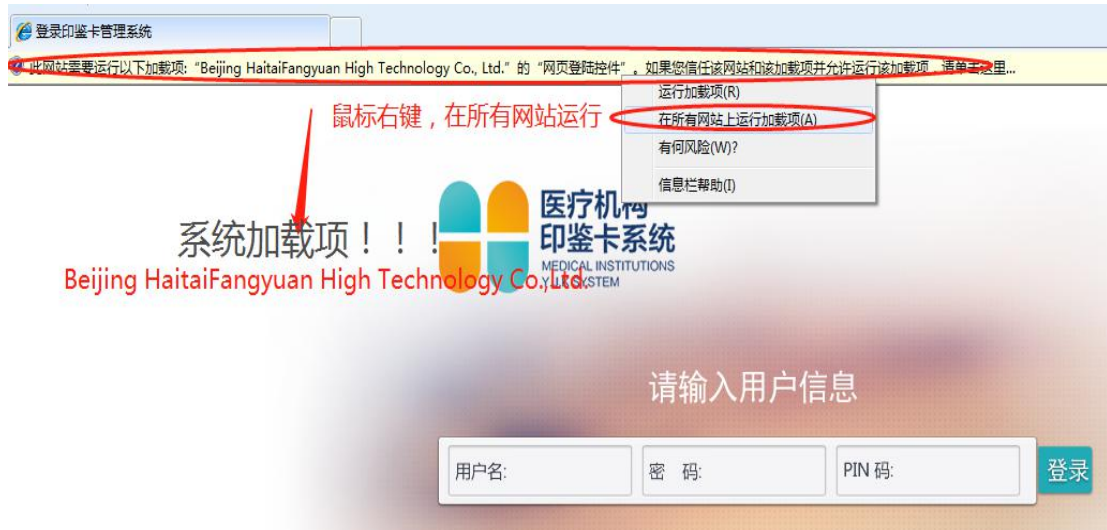 登录印鉴卡管理系统
此网站需要运行以下加载项: “Beijing HaitaiFangyuan High Technology Co., Ltd.” 的 “网页登陆控件” 。如果您信任该网站和该加载项并允许运行该加载项，请单击这里...
运行加载项(R)
鼠标右键，在所有网站运行
在所有网站上运行加载项(A)
有何风险(W)?
信息栏帮助(I)
医疗机构
系统加载项！！！
印鉴卡系统
MEDICAL INSTITUTIONS
Beijing HaitaiFangyuan High Technology Co.,Ltd.
SYSTEM
请输入用户信息
用户名:
密 码:
PIN 码:
登录